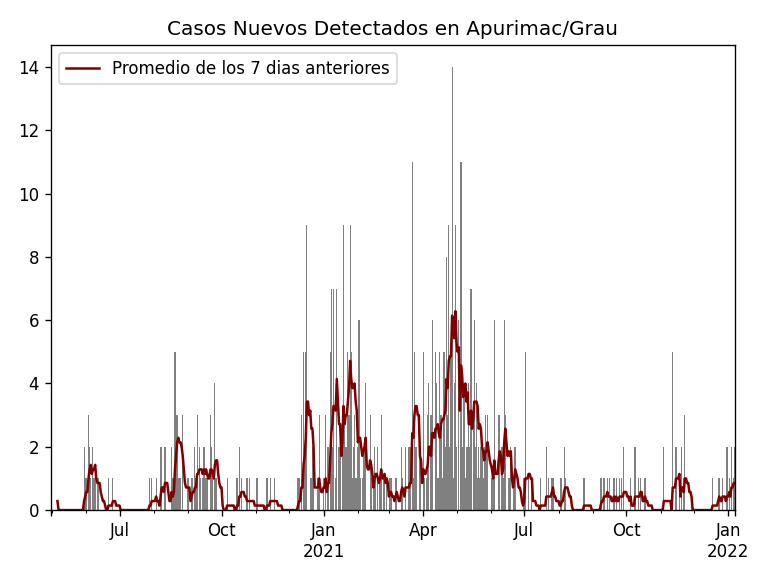 Casos Nuevos Detectados en Apurimac/Grau
Promedio de los 7 dias anteriores
14
12
10
8
6
4
2
0
Jul
Oct
Jan
2021
Apr
Jul
Oct
Jan
2022